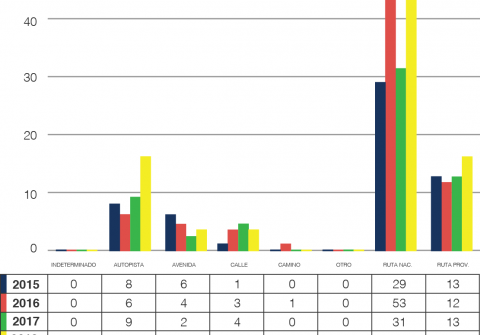 40
30
20
10
0
INDETERMINADO AUTOPISTA AVENIDA CALLE CAMINO OTRO RUTA NAC. RUTA PROV.
2015 0 8 6 1 0 0 29 13
2016 0 6 4 3 1 0 53 12
2017 0 9 2 4 0 0 31 13